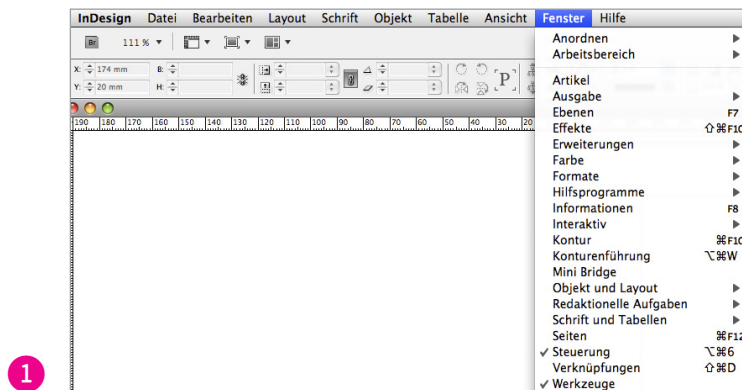 InDesign Datei Bearbeiten Layout Schrift Objekt Tabelle Ansicht Fenster Hilfe
Br 111 %
X: 174 mm B:
Y: 20 mm H:
P
190 180 170 160 150 140 130 120 110 100 90 80 70 60 50 40 30 20
Anordnen
Arbeitsbereich
Artikel
Ausgabe
Ebenen F7
Effekte ⇧⌘F10
Erweiterungen
Farbe
Formate
Hilfsprogramme
Informationen F8
Interaktiv
Kontur ⌘F10
Konturenführung ⌥⌘W
Mini Bridge
Objekt und Layout
Redaktionelle Aufgaben
Schrift und Tabellen
Seiten ⌘F12
✓ Steuerung ⌥⌘6
Verknüpfungen ⇧⌘D
✓ Werkzeuge
1